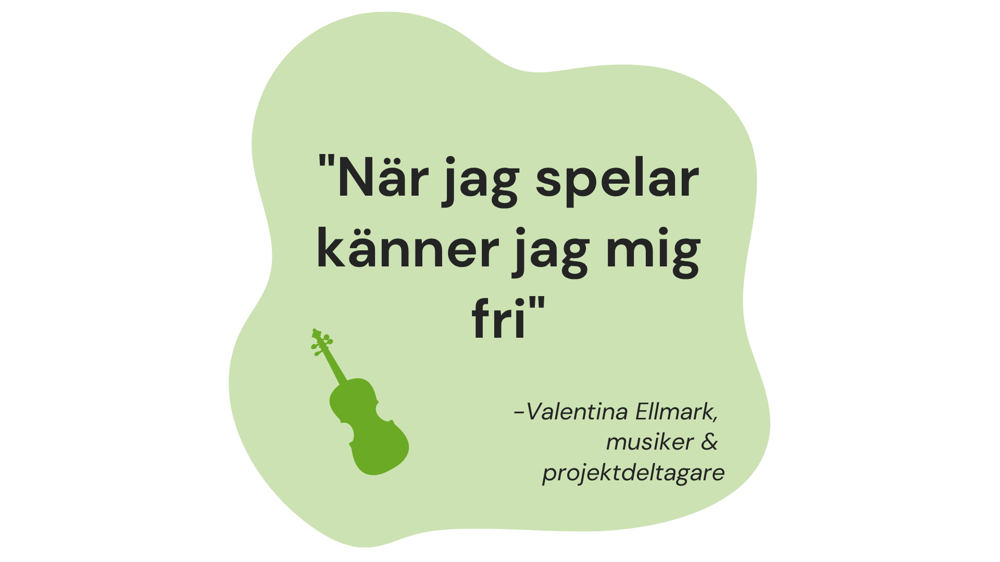 "När jag spelar
känner jag mig
fri"
-Valentina Ellmark,
musiker &
projektdeltagare